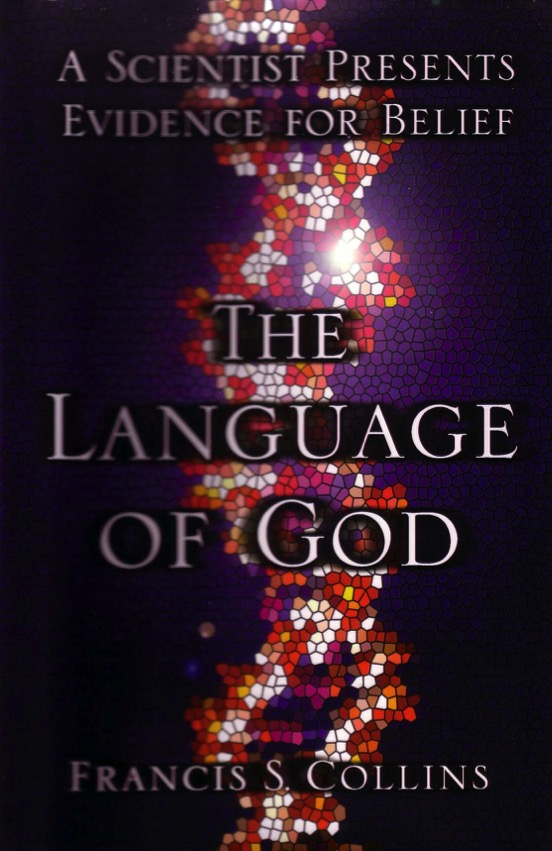 A Scientist Presents
Evidence for Belief
The
Language
of God
Francis S. Collins